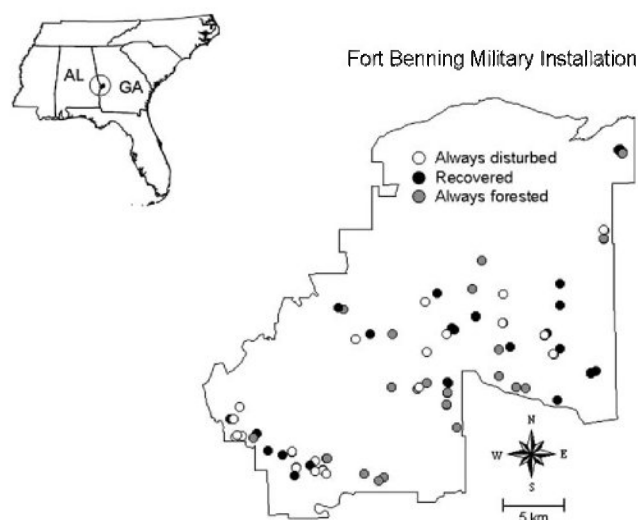 Fort Benning Military Installation
AL
GA
Always disturbed
Recovered
Always forested
N
W E
S
5 km